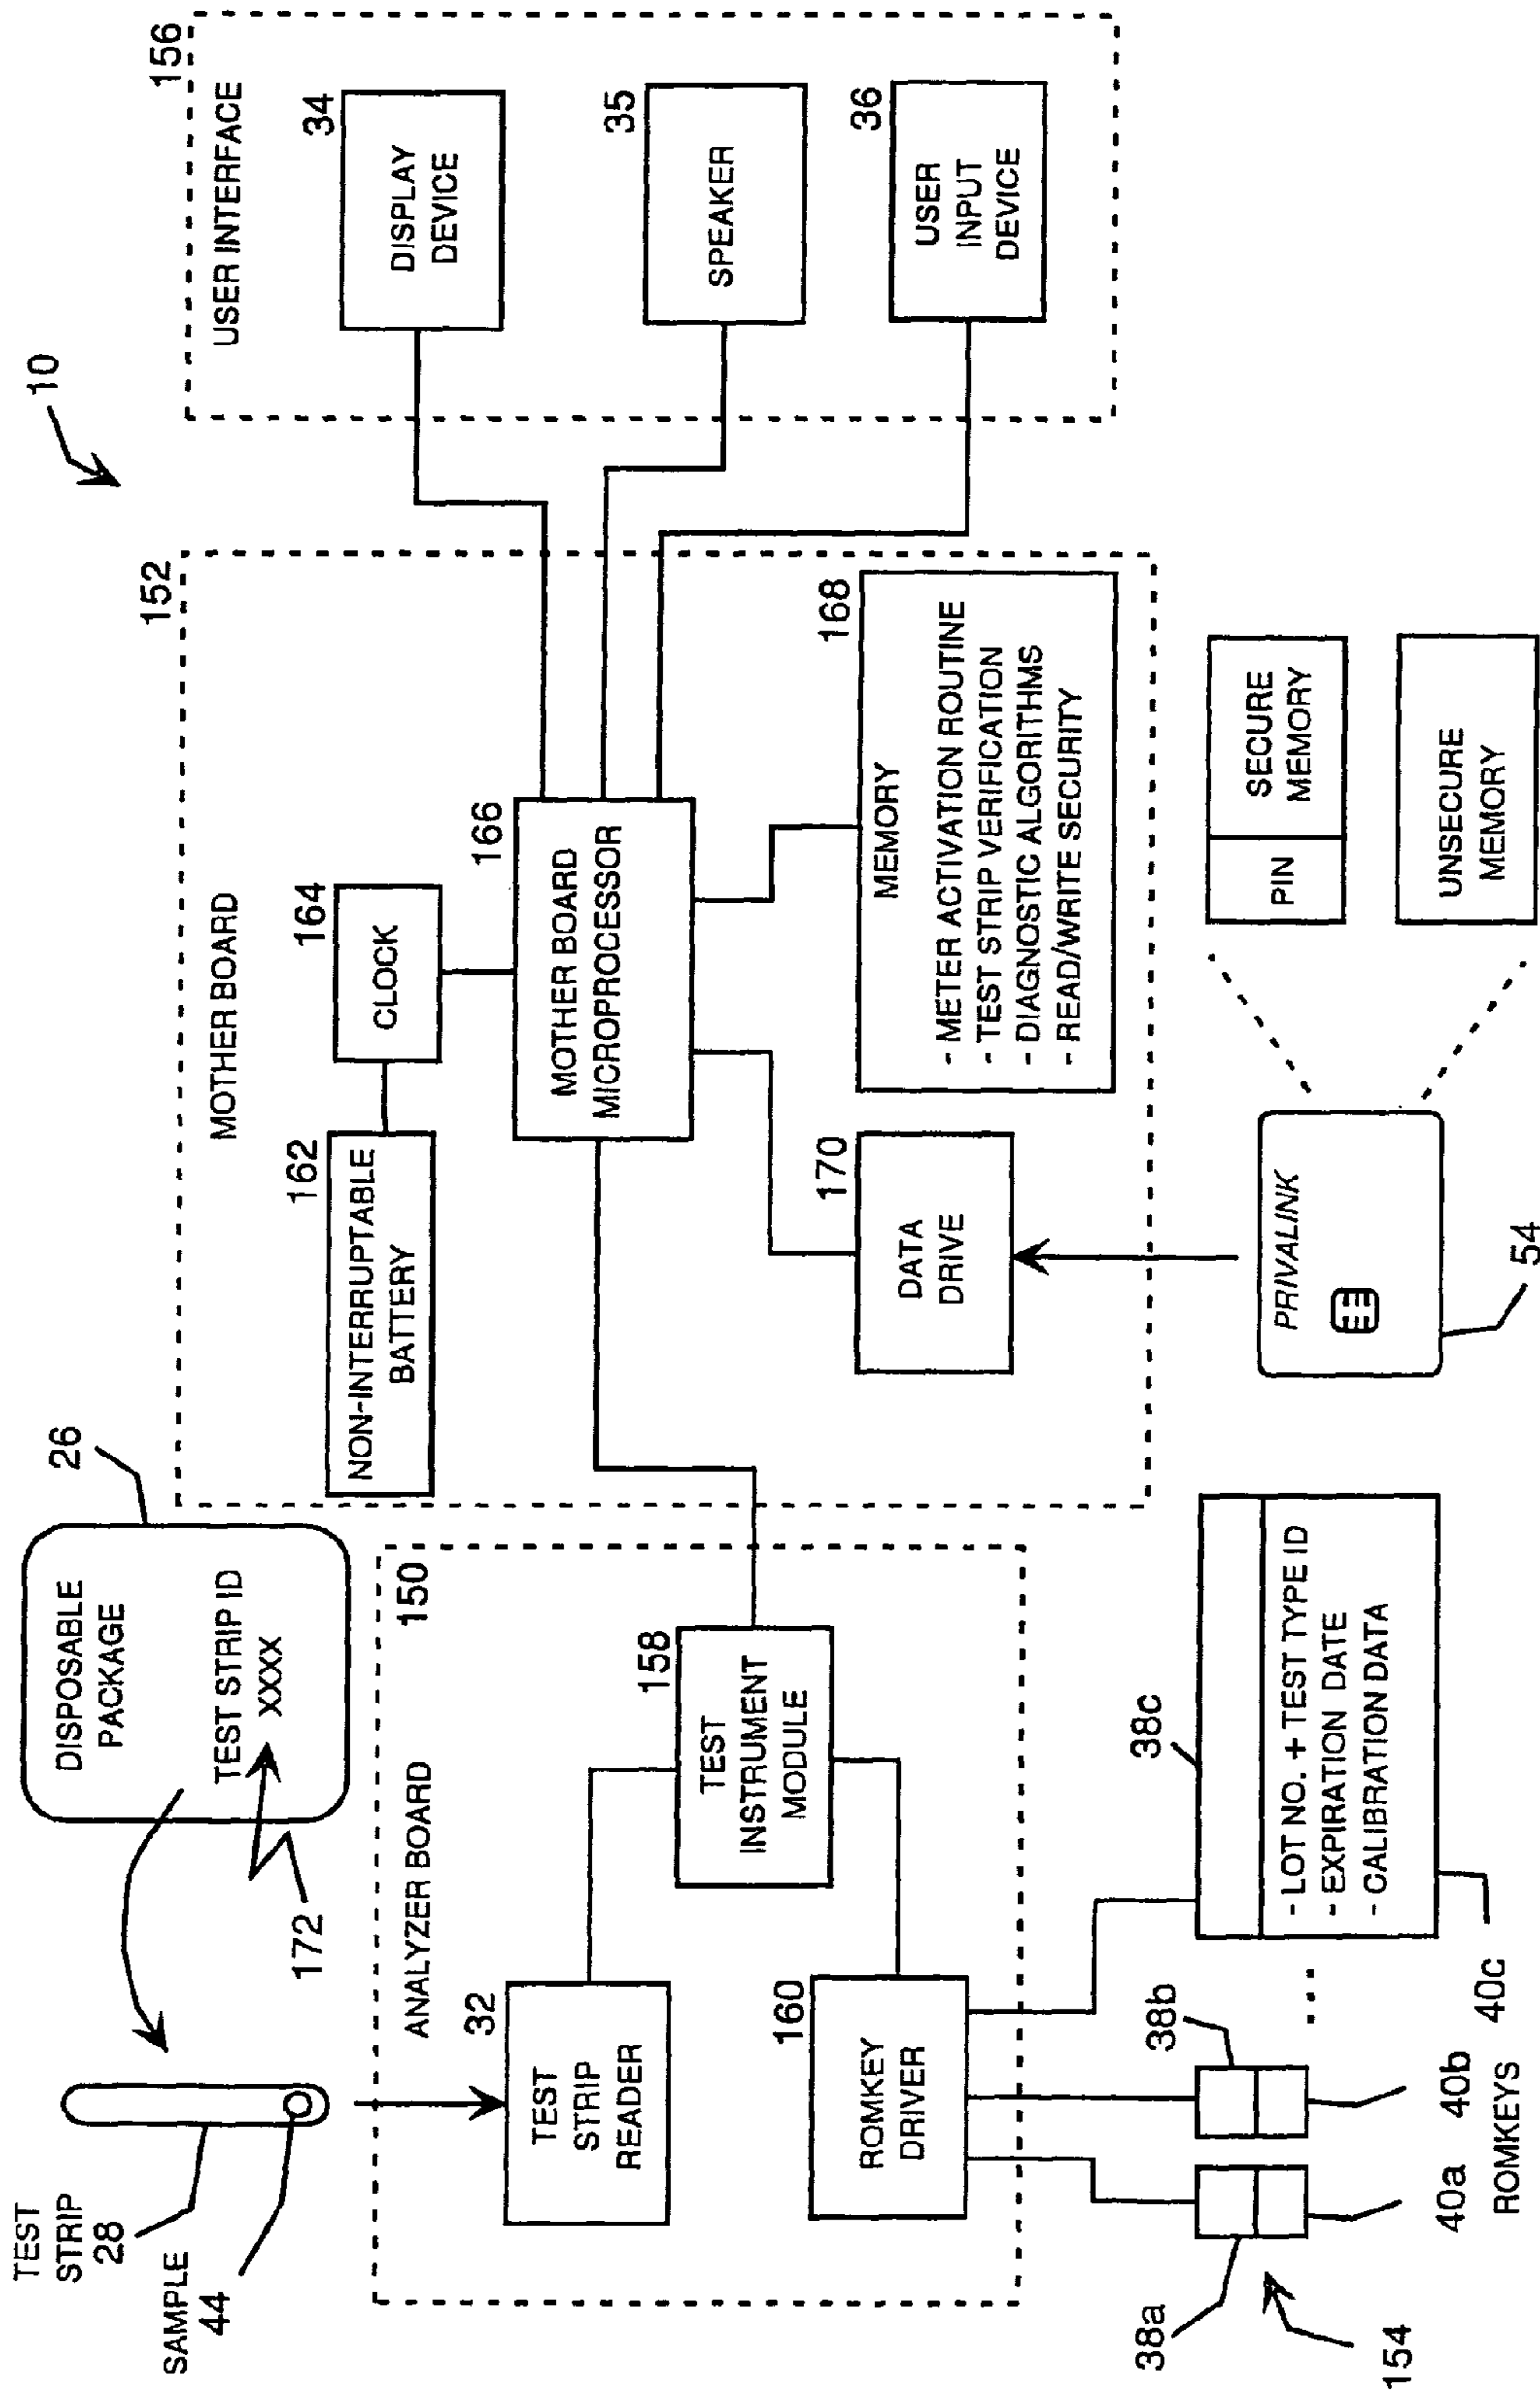 10
TEST
STRIP
28
SAMPLE
44
172
DISPOSABLE
PACKAGE
TEST STRIP ID
XXXX
26
ANALYZER BOARD
150
32
TEST
STRIP
READER
158
TEST
INSTRUMENT
MODULE
160
ROMKEY
DRIVER
38a
38b
38c
- LOT NO. + TEST TYPE ID
- EXPIRATION DATE
- CALIBRATION DATA
...
154
40a
40b
40c
ROMKEYS
MOTHER BOARD
152
162
NON-INTERRUPTABLE
BATTERY
164
CLOCK
166
MOTHER BOARD
MICROPROCESSOR
170
DATA
DRIVE
168
MEMORY
- METER ACTIVATION ROUTINE
- TEST STRIP VERIFICATION
- DIAGNOSTIC ALGORITHMS
- READ/WRITE SECURITY
PRIVALINK
54
PIN
SECURE
MEMORY
UNSECURE
MEMORY
USER INTERFACE
156
34
DISPLAY
DEVICE
35
SPEAKER
36
USER
INPUT
DEVICE